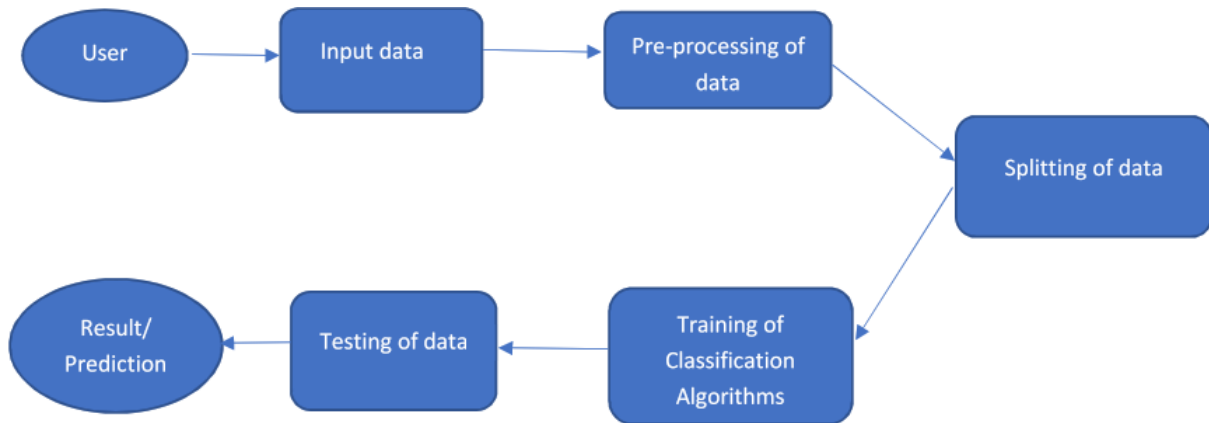 User
Input data
Pre-processing of
data
Splitting of data
Training of
Classification
Algorithms
Testing of data
Result/
Prediction